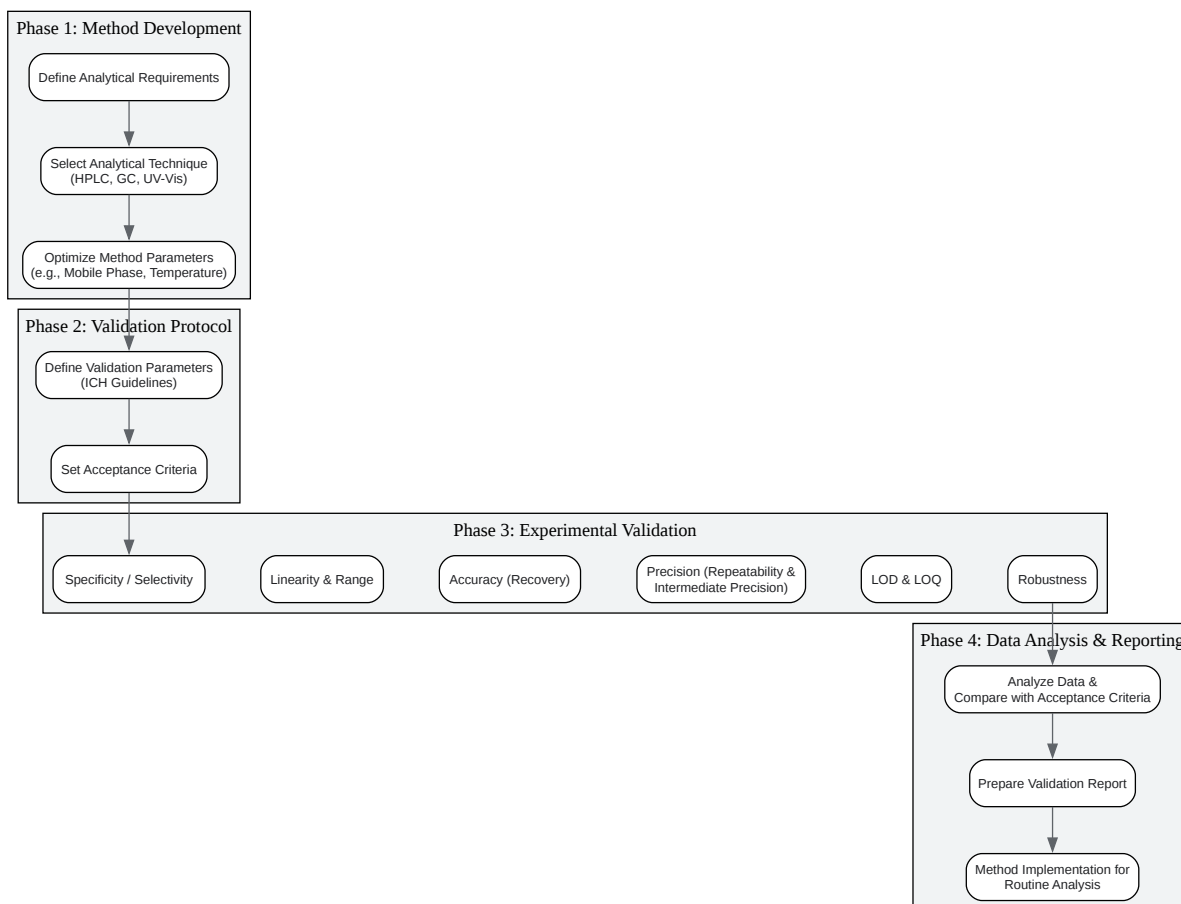 Phase 1: Method Development
Define Analytical Requirements
Select Analytical Technique
(HPLC, GC, UV-Vis)
Optimize Method Parameters
(e.g., Mobile Phase, Temperature)
Phase 2: Validation Protocol
Define Validation Parameters
(ICH Guidelines)
Set Acceptance Criteria
Phase 3: Experimental Validation
Specificity / Selectivity
Linearity & Range
Accuracy (Recovery)
Precision (Repeatability &
Intermediate Precision)
LOD & LOQ
Robustness
Phase 4: Data Analysis & Reporting
Analyze Data &
Compare with Acceptance Criteria
Prepare Validation Report
Method Implementation for
Routine Analysis